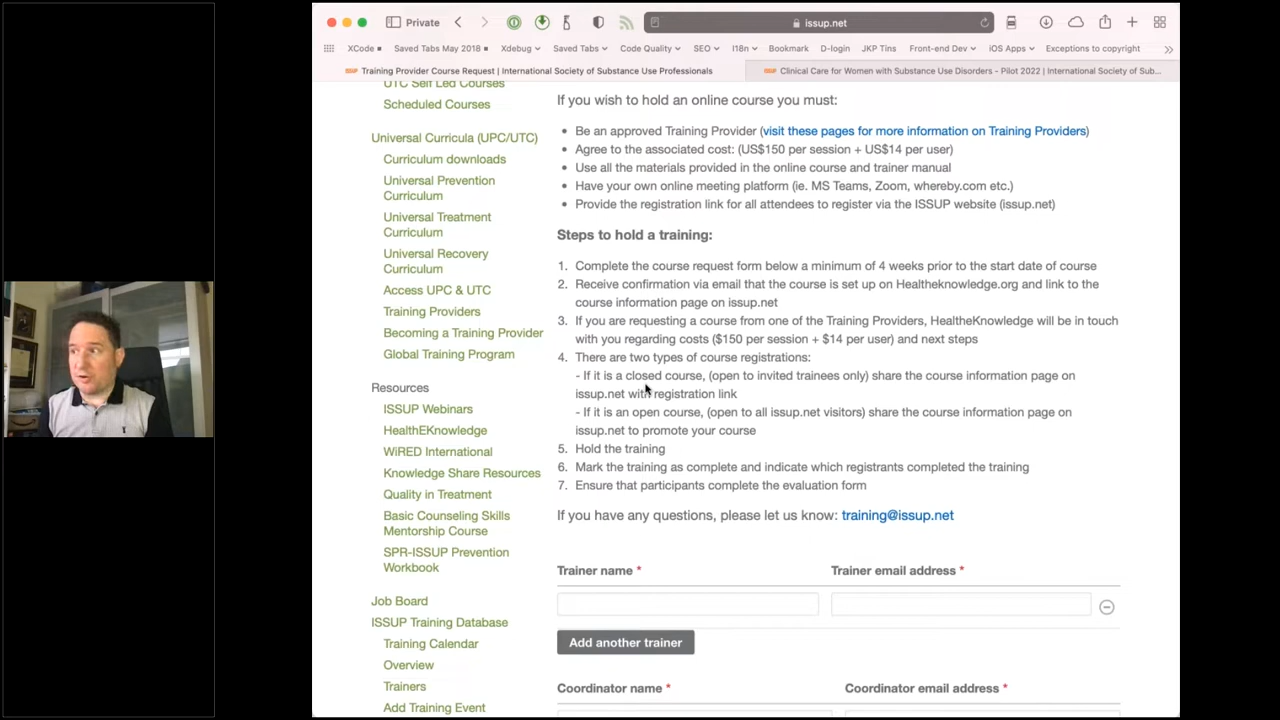 Private
issup.net
XCode
Saved Tabs May 2018
Xdebug
Saved Tabs
Code Quality
SEO
I18n
Bookmark
D-login
JKP Tins
Front-end Dev
iOS Apps
Exceptions to copyright
Training Provider Course Request | International Society of Substance Use Professionals
Clinical Care for Women with Substance Use Disorders - Pilot 2022 | International Society of Sub...
UTC Self Led Courses
Scheduled Courses
Universal Curricula (UPC/UTC)
Curriculum downloads
Universal Prevention
Curriculum
Universal Treatment
Curriculum
Universal Recovery
Curriculum
Access UPC & UTC
Training Providers
Becoming a Training Provider
Global Training Program
Resources
ISSUP Webinars
HealthEKnowledge
WiRED International
Knowledge Share Resources
Quality in Treatment
Basic Counseling Skills
Mentorship Course
SPR-ISSUP Prevention
Workbook
Job Board
ISSUP Training Database
Training Calendar
Overview
Trainers
Add Training Event
If you wish to hold an online course you must:
• Be an approved Training Provider (visit these pages for more information on Training Providers)
• Agree to the associated cost: (US$150 per session + US$14 per user)
• Use all the materials provided in the online course and trainer manual
• Have your own online meeting platform (ie. MS Teams, Zoom, whereby.com etc.)
• Provide the registration link for all attendees to register via the ISSUP website (issup.net)
Steps to hold a training:
1. Complete the course request form below a minimum of 4 weeks prior to the start date of course
2. Receive confirmation via email that the course is set up on Healtheknowledge.org and link to the
course information page on issup.net
3. If you are requesting a course from one of the Training Providers, HealtheKnowledge will be in touch
with you regarding costs ($150 per session + $14 per user) and next steps
4. There are two types of course registrations:
- If it is a closed course, (open to invited trainees only) share the course information page on
issup.net with registration link
- If it is an open course, (open to all issup.net visitors) share the course information page on
issup.net to promote your course
5. Hold the training
6. Mark the training as complete and indicate which registrants completed the training
7. Ensure that participants complete the evaluation form
If you have any questions, please let us know: training@issup.net
Trainer name *
Trainer email address *
Add another trainer
Coordinator name *
Coordinator email address *